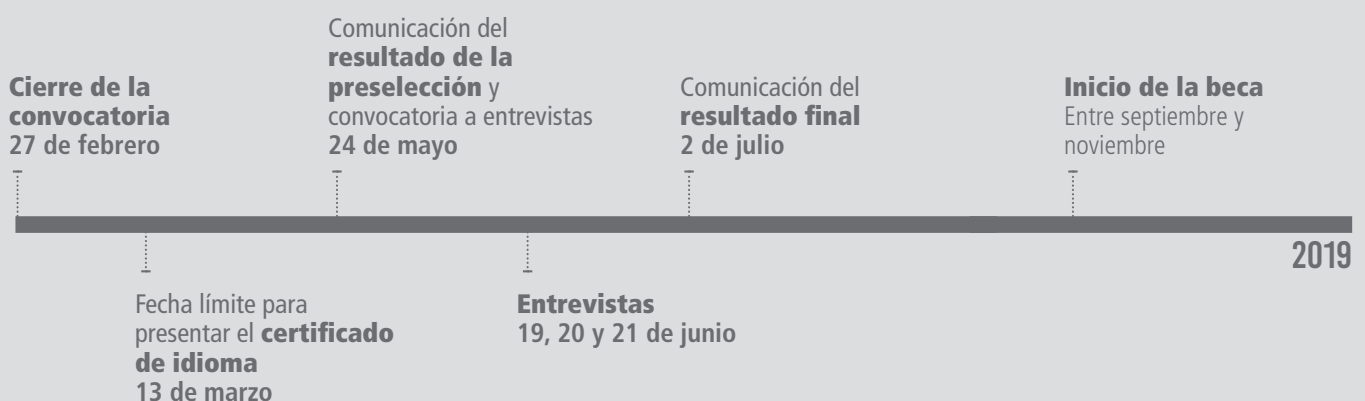 Cierre de la
convocatoria
27 de febrero
Comunicación del
resultado de la
preselección y
convocatoria a entrevistas
24 de mayo
Comunicación del
resultado final
2 de julio
Inicio de la beca
Entre septiembre y
noviembre
2019
Fecha límite para
presentar el certificado
de idioma
13 de marzo
Entrevistas
19, 20 y 21 de junio